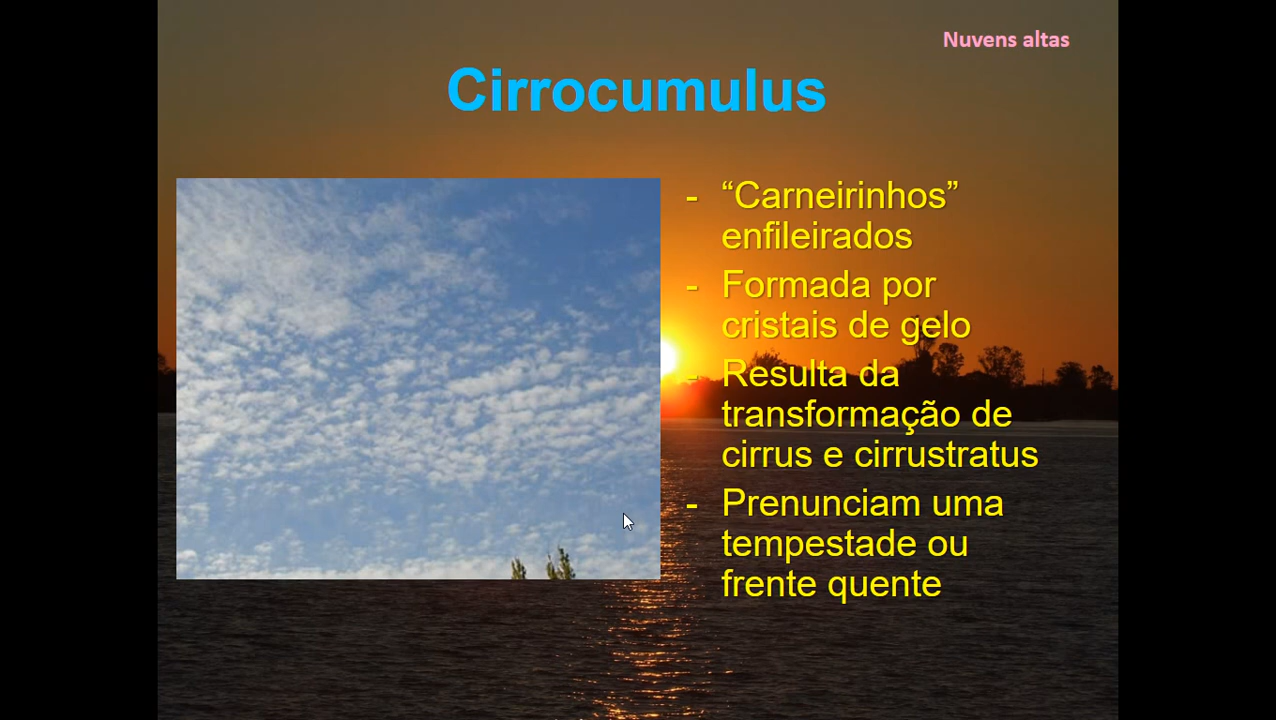 Nuvens altas
Cirrocumulus
- “Carneirinhos”
enfileirados
- Formada por
cristais de gelo
- Resulta da
transformação de
cirrus e cirrustratus
- Prenunciam uma
tempestade ou
frente quente